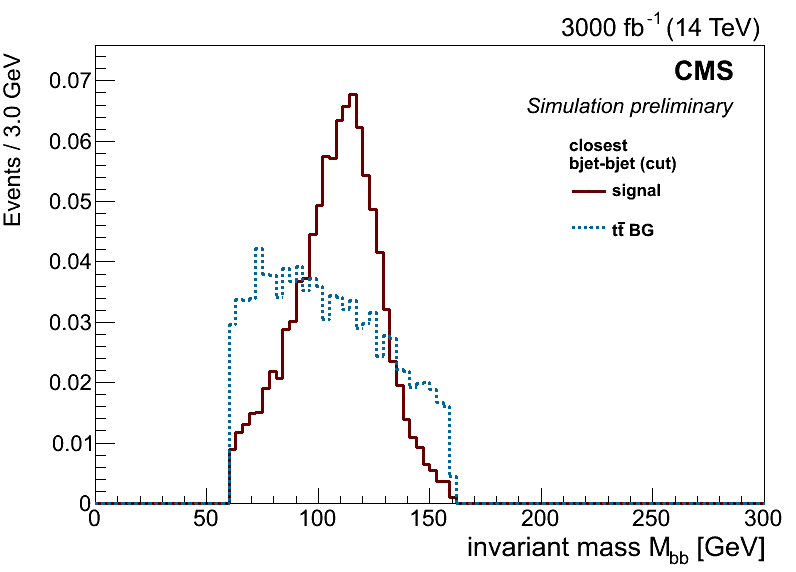 3000 fb⁻¹ (14 TeV)
CMS
Simulation preliminary
closest
bjet-bjet (cut)
signal
tt̄ BG
Events / 3.0 GeV
0.07
0.06
0.05
0.04
0.03
0.02
0.01
0
0 50 100 150 200 250 300
invariant mass M_bb [GeV]